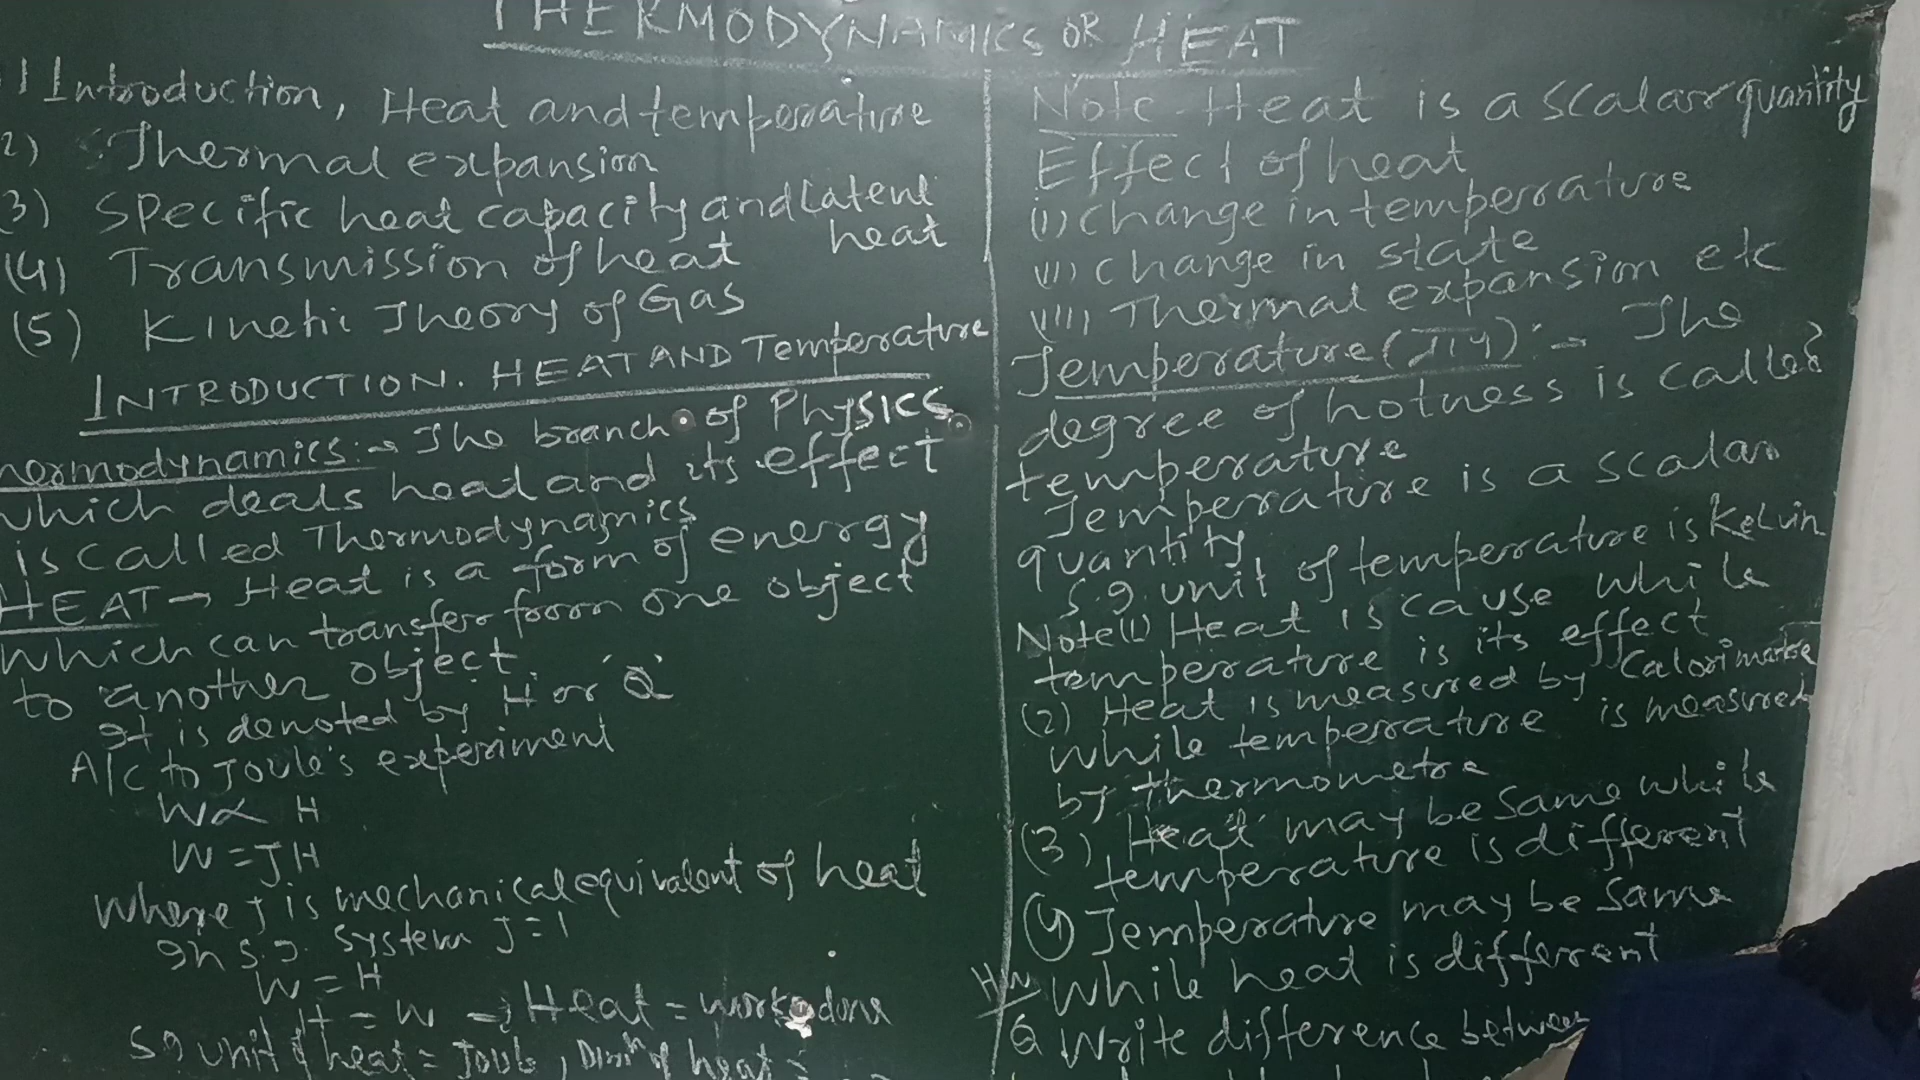 THERMODYNAMICS OR HEAT
1 Introduction, Heat and temperature
2) Thermal expansion
3) Specific heat capacity and Latent
heat
(4) Transmission of heat
(5) Kinetic Theory of Gas
INTRODUCTION. HEAT AND Temperature
hermodynamics:- The branch of Physics
which deals heat and its effect
is called Thermodynamics
HEAT → Heat is a form of energy
which can transfer from one object
to another object.
It is denoted by 'H' or 'Q'
A/C to Joule's experiment
W ∝ H
W = JH
where J is mechanical equivalent of heat
In S.I. system J = 1
W = H
H = W → Heat = work done
SI unit of heat = Joule, Dimn of heat =
Note Heat is a scalar quantity
Effect of heat
(i) Change in temperature
(ii) Change in state
(iii) Thermal expansion etc
Temperature ( ):- The
degree of hotness is called
temperature
Temperature is a scalar
quantity
S.I. unit of temperature is Kelvin
Note (1) Heat is cause while
temperature is its effect
(2) Heat is measured by Calorimatre
while temperature is measured
by thermometre
(3) Heat may be same while
temperature is different
(4) Temperature may be same
while heat is different
H/W
Q Write difference between